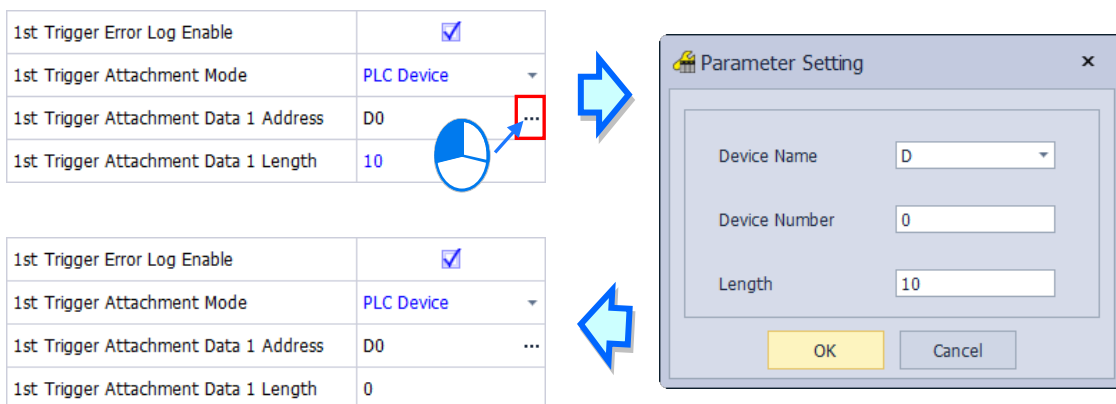 1st Trigger Error Log Enable
1st Trigger Attachment Mode PLC Device
1st Trigger Attachment Data 1 Address D0 ...
1st Trigger Attachment Data 1 Length 10
Parameter Setting ×
Device Name D
Device Number 0
Length 10
OK Cancel
1st Trigger Error Log Enable
1st Trigger Attachment Mode PLC Device
1st Trigger Attachment Data 1 Address D0 ...
1st Trigger Attachment Data 1 Length 0